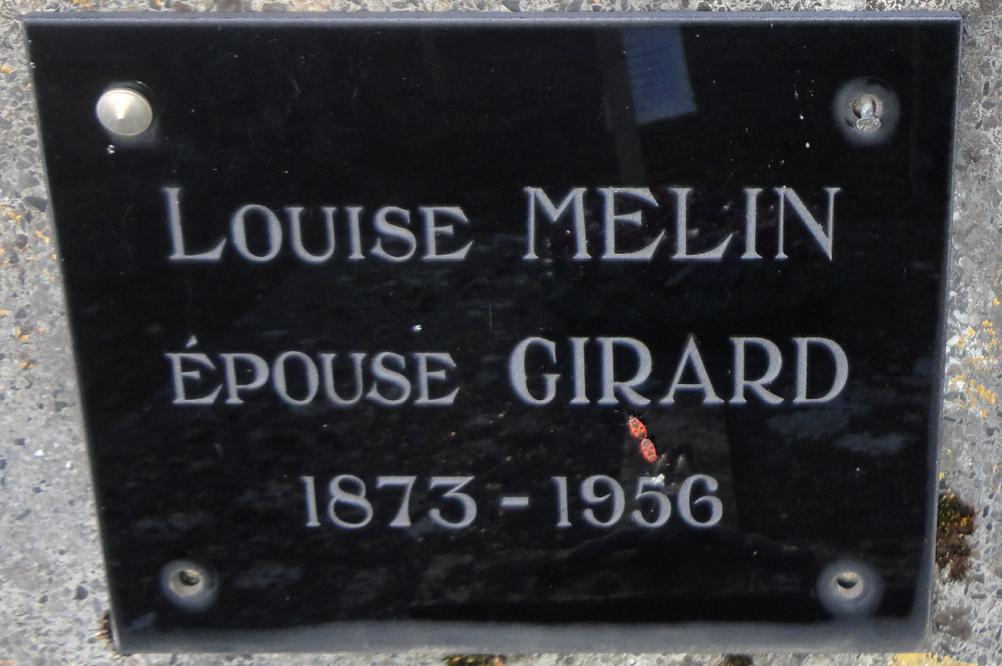 Louise MELIN
ÉPOUSE GIRARD
1873 - 1956